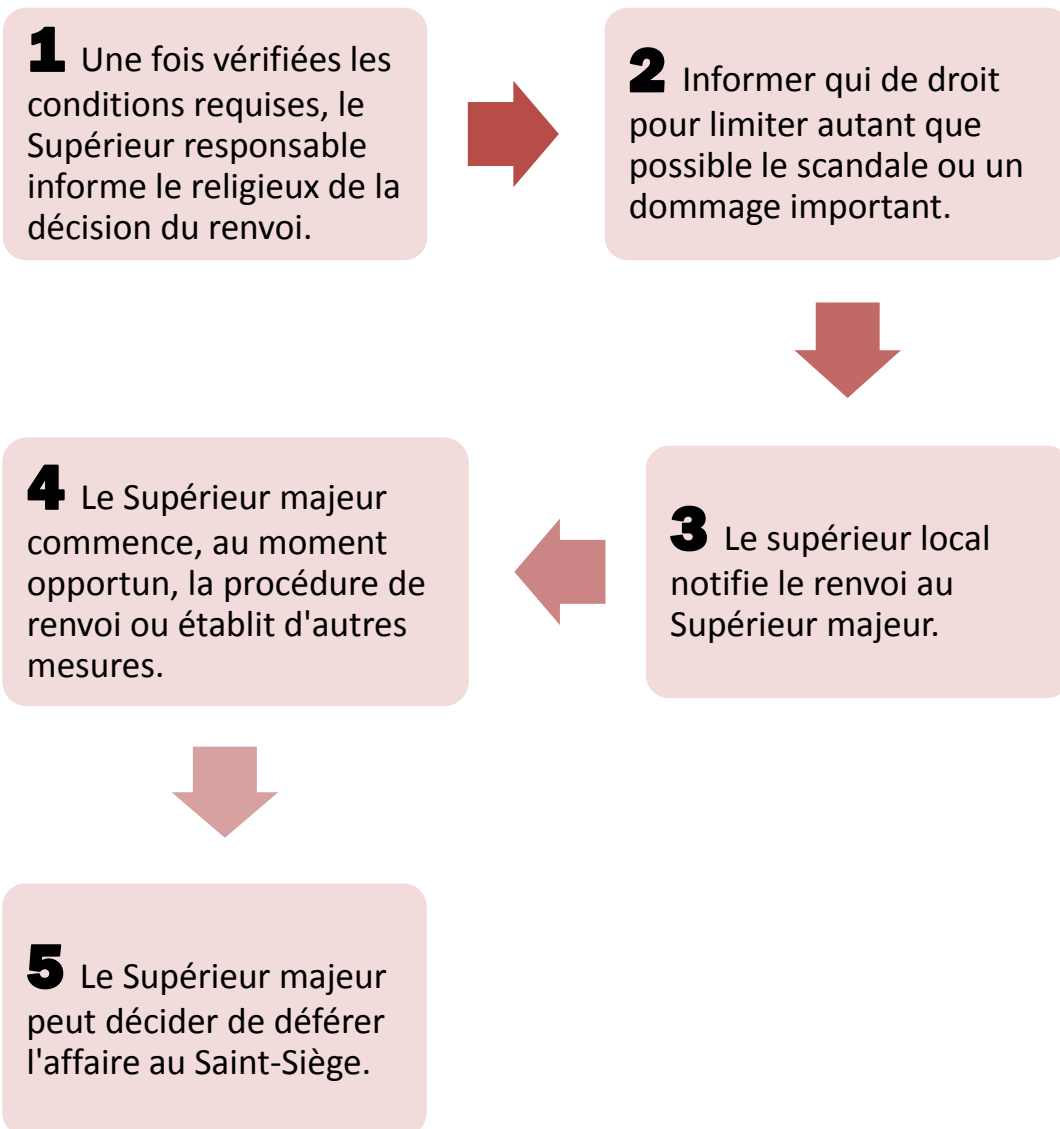 1 Une fois vérifiées les
conditions requises, le
Supérieur responsable
informe le religieux de la
décision du renvoi.
2 Informer qui de droit
pour limiter autant que
possible le scandale ou un
dommage important.
3 Le supérieur local
notifie le renvoi au
Supérieur majeur.
4 Le Supérieur majeur
commence, au moment
opportun, la procédure de
renvoi ou établit d'autres
mesures.
5 Le Supérieur majeur
peut décider de déférer
l'affaire au Saint-Siège.